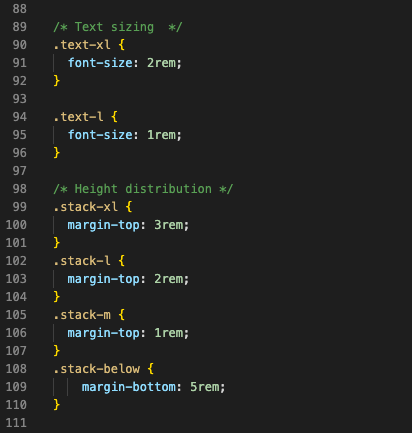 88
89 /* Text sizing  */
90 .text-xl {
91   font-size: 2rem;
92 }
93
94 .text-l {
95   font-size: 1rem;
96 }
97
98 /* Height distribution */
99 .stack-xl {
100   margin-top: 3rem;
101 }
102 .stack-l {
103   margin-top: 2rem;
104 }
105 .stack-m {
106   margin-top: 1rem;
107 }
108 .stack-below {
109     margin-bottom: 5rem;
110 }
111